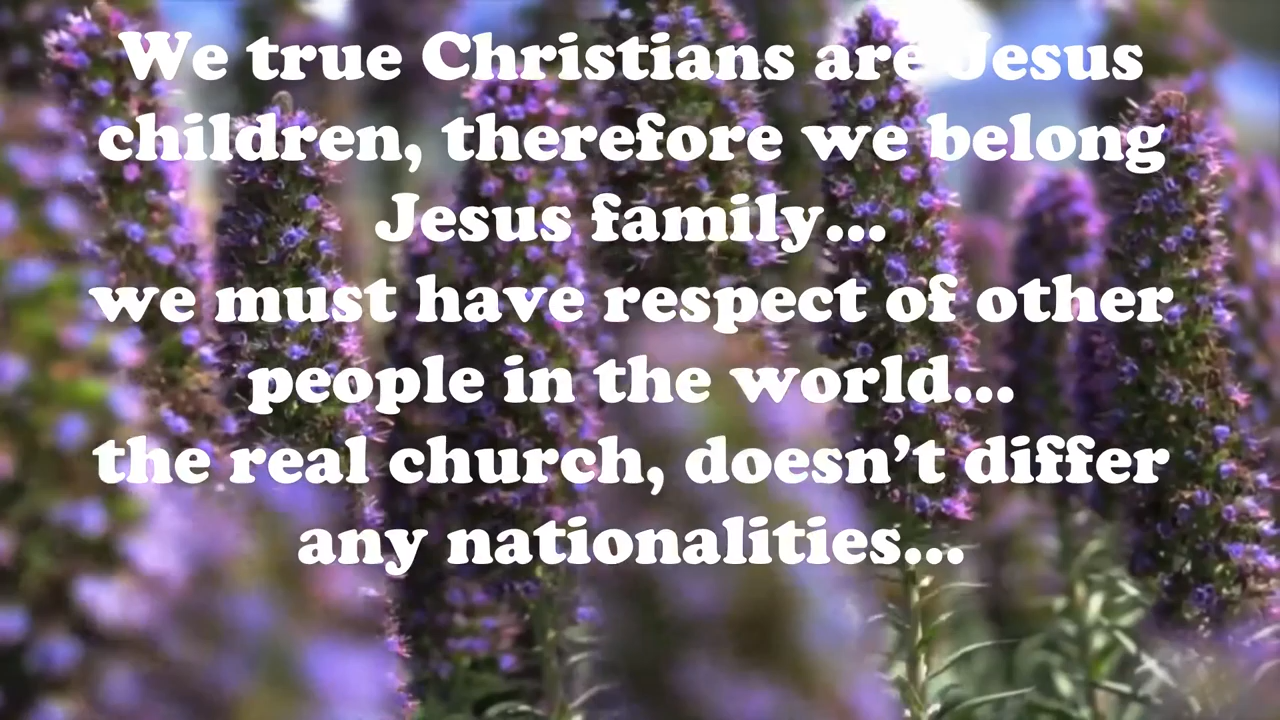 We true Christians are Jesus
children, therefore we belong
Jesus family...
we must have respect of other
people in the world...
the real church, doesn't differ
any nationalities...